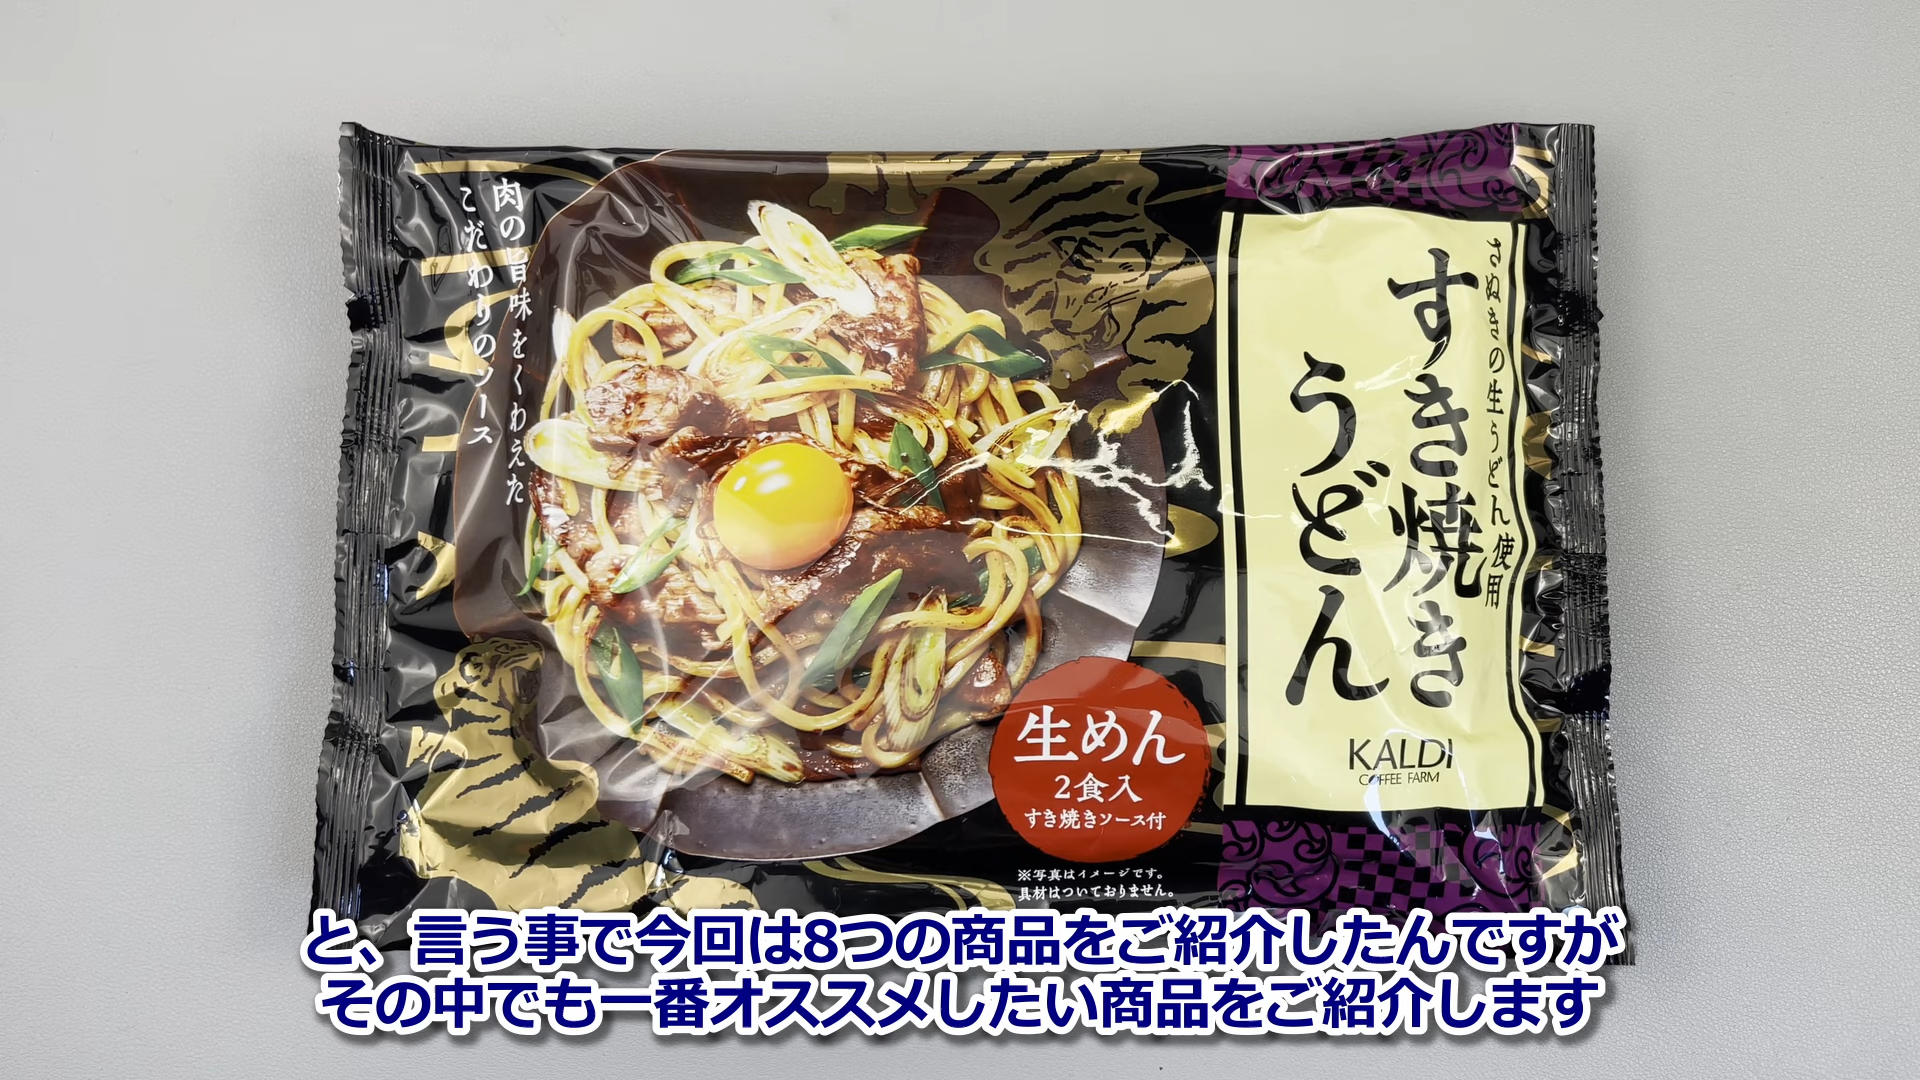 さぬきの生うどん使用
すき焼き
うどん
KALDI
COFFEE FARM
肉の旨味をくわえた
こだわりのソース
生めん
2食入
すき焼きソース付
※写真はイメージです。
具材はついておりません。
と、言う事で今回は8つの商品をご紹介したんですが
その中でも一番オススメしたい商品をご紹介します